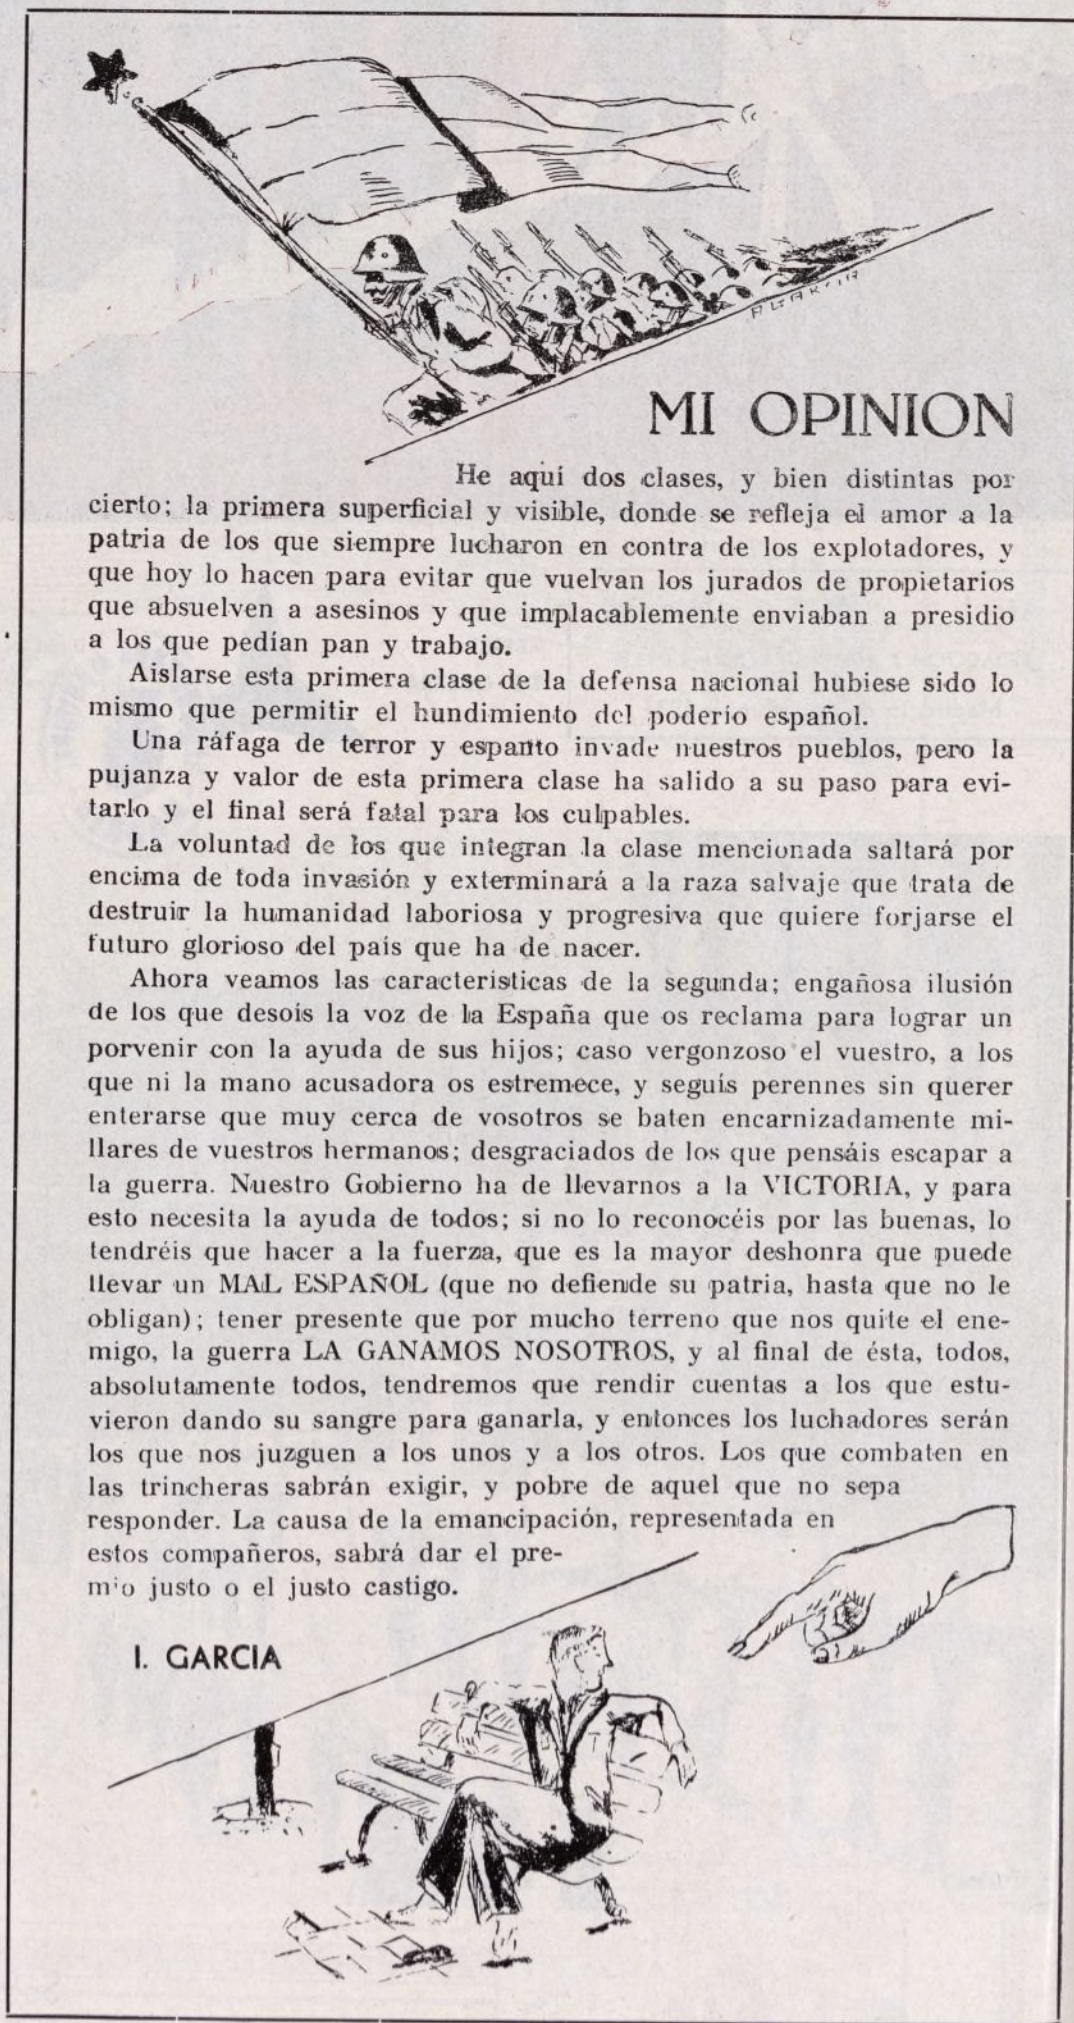 MI OPINION
He aquí dos clases, y bien distintas por
cierto; la primera superficial y visible, donde se refleja el amor a la
patria de los que siempre lucharon en contra de los explotadores, y
que hoy lo hacen para evitar que vuelvan los jurados de propietarios
que absuelven a asesinos y que implacablemente enviaban a presidio
a los que pedían pan y trabajo.
Aislarse esta primera clase de la defensa nacional hubiese sido lo
mismo que permitir el hundimiento del poderío español.
Una ráfaga de terror y espanto invade nuestros pueblos, pero la
pujanza y valor de esta primera clase ha salido a su paso para evi-
tarlo y el final será fatal para los culpables.
La voluntad de los que integran la clase mencionada saltará por
encima de toda invasión y exterminará a la raza salvaje que trata de
destruir la humanidad laboriosa y progresiva que quiere forjarse el
futuro glorioso del país que ha de nacer.
Ahora veamos las características de la segunda; engañosa ilusión
de los que desoís la voz de la España que os reclama para lograr un
porvenir con la ayuda de sus hijos; caso vergonzoso el vuestro, a los
que ni la mano acusadora os estremece, y seguís perennes sin querer
enterarse que muy cerca de vosotros se baten encarnizadamente mi-
llares de vuestros hermanos; desgraciados de los que pensáis escapar a
la guerra. Nuestro Gobierno ha de llevarnos a la VICTORIA, y para
esto necesita la ayuda de todos; si no lo reconocéis por las buenas, lo
tendréis que hacer a la fuerza, que es la mayor deshonra que puede
llevar un MAL ESPAÑOL (que no defiende su patria, hasta que no le
obligan); tener presente que por mucho terreno que nos quite el ene-
migo, la guerra LA GANAMOS NOSOTROS, y al final de ésta, todos,
absolutamente todos, tendremos que rendir cuentas a los que estu-
vieron dando su sangre para ganarla, y entonces los luchadores serán
los que nos juzguen a los unos y a los otros. Los que combaten en
las trincheras sabrán exigir, y pobre de aquel que no sepa
responder. La causa de la emancipación, representada en
estos compañeros, sabrá dar el pre-
mio justo o el justo castigo.
I. GARCIA